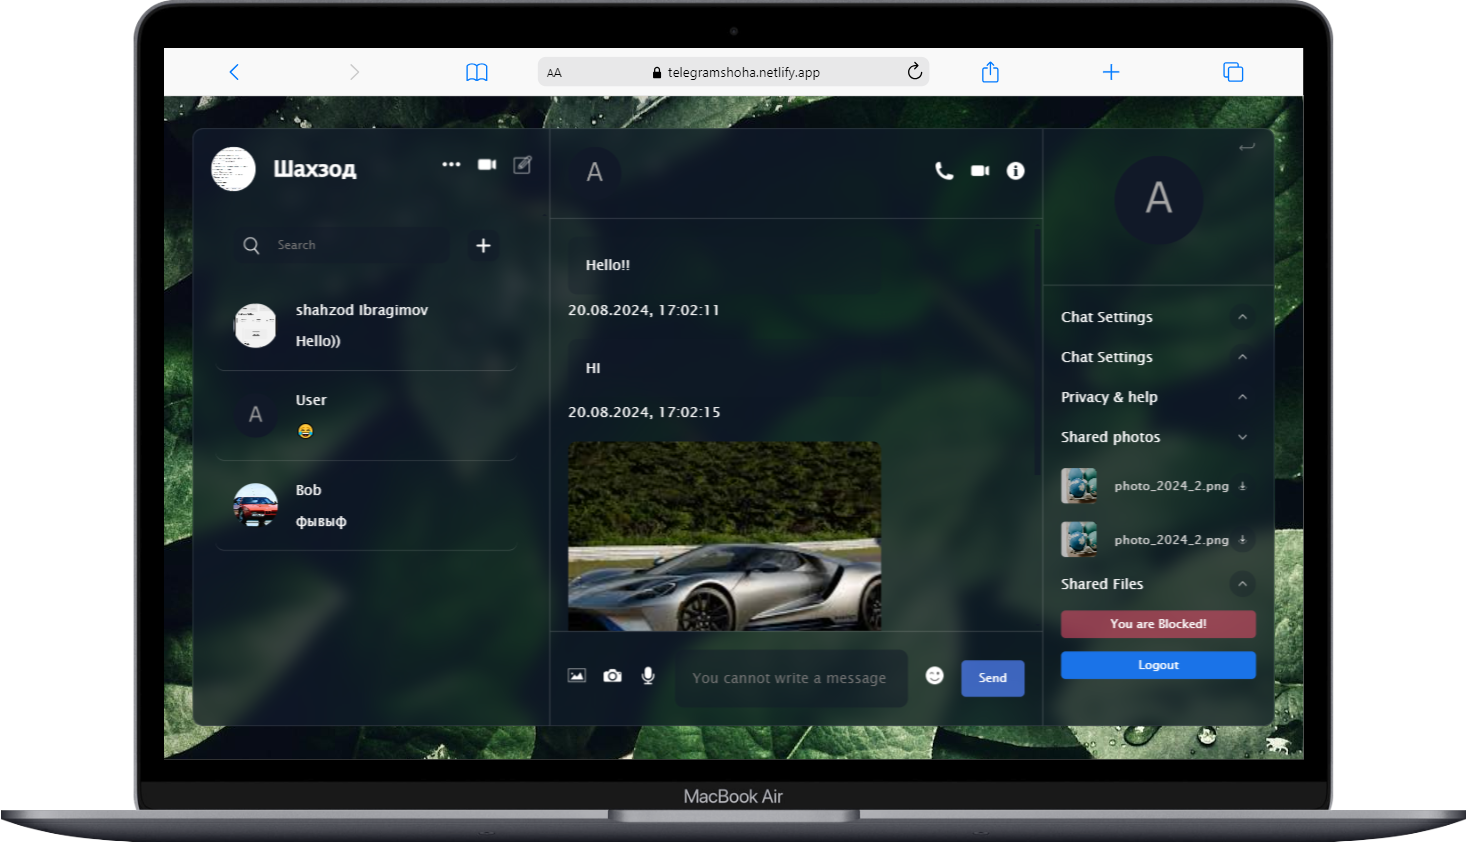 AA
telegramshoha.netlify.app
Шахзод
A
Search
+
Hello!!
20.08.2024, 17:02:11
HI
20.08.2024, 17:02:15
shahzod Ibragimov
Hello))
A
User
😂
Bob
фывыф
You cannot write a message
Send
A
Chat Settings
Chat Settings
Privacy & help
Shared photos
photo_2024_2.png
photo_2024_2.png
Shared Files
You are Blocked!
Logout
MacBook Air